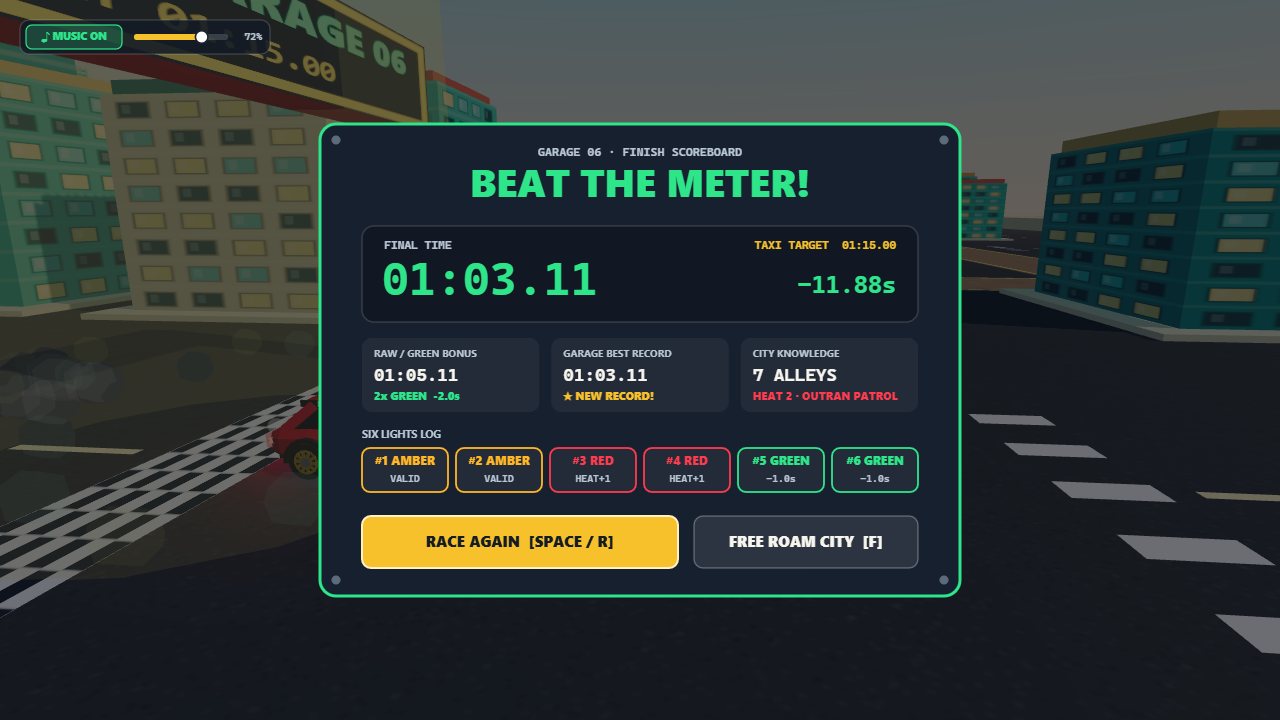 ♪ MUSIC ON
72%
RAGE 06
GARAGE 06 · FINISH SCOREBOARD
BEAT THE METER!
FINAL TIME
TAXI TARGET 01:15.00
01:03.11
−11.88s
RAW / GREEN BONUS
01:05.11
2x GREEN -2.0s
GARAGE BEST RECORD
01:03.11
★ NEW RECORD!
CITY KNOWLEDGE
7 ALLEYS
HEAT 2 · OUTRAN PATROL
SIX LIGHTS LOG
#1 AMBER
VALID
#2 AMBER
VALID
#3 RED
HEAT+1
#4 RED
HEAT+1
#5 GREEN
−1.0s
#6 GREEN
−1.0s
RACE AGAIN [SPACE / R]
FREE ROAM CITY [F]